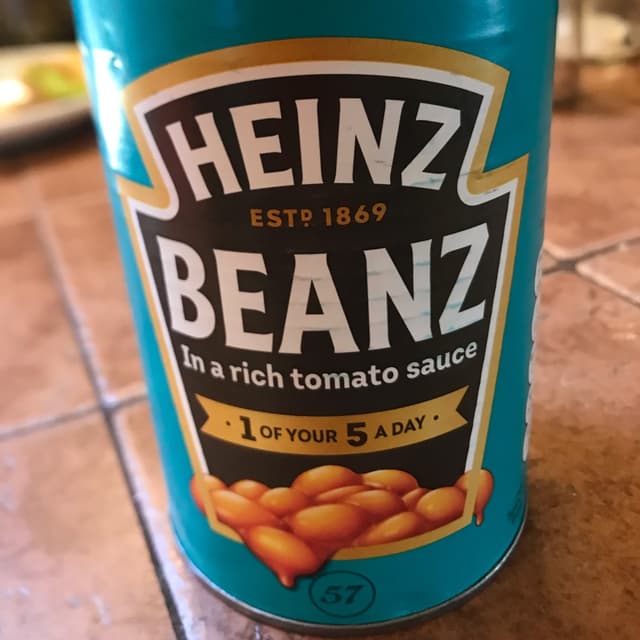 HEINZ
ESTD 1869
BEANZ
In a rich tomato sauce
· 1 OF YOUR 5 A DAY ·
57